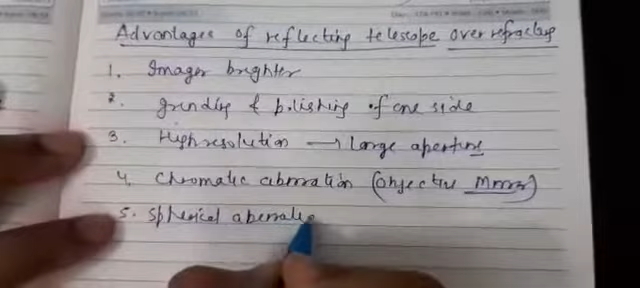 Advantages of reflecting telescope over refracting
1. Images brighter
2. grinding & polishing of one side
3. High resolution → Large aperture
4. Chromatic aberration (objective Mirror)
5. Spherical aberratio